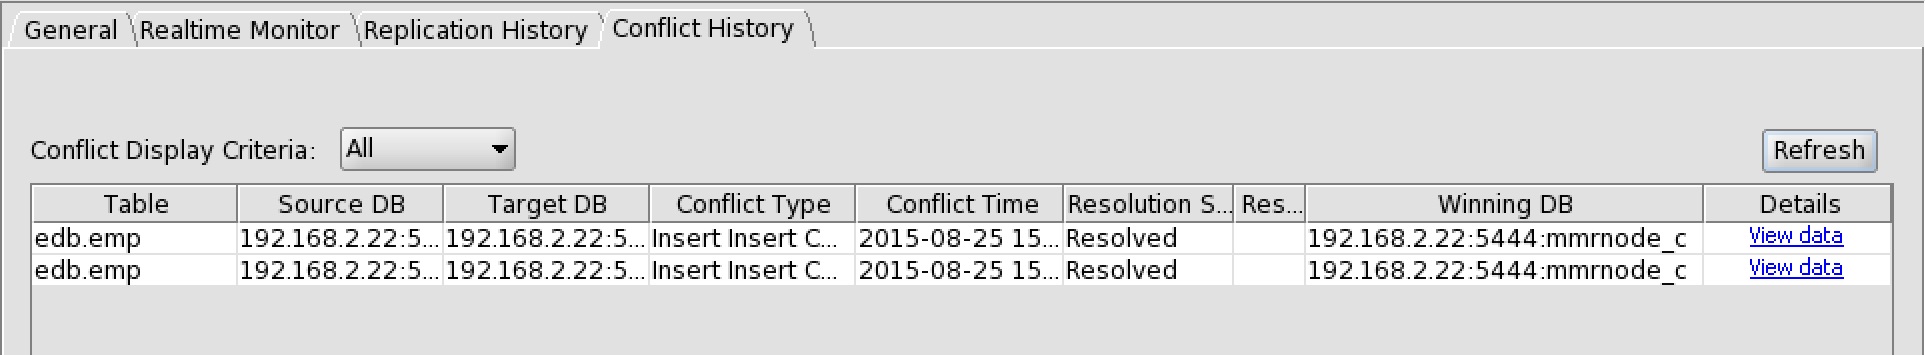 General Realtime Monitor Replication History Conflict History
Conflict Display Criteria: All Refresh
Table Source DB Target DB Conflict Type Conflict Time Resolution S... Res... Winning DB Details
edb.emp 192.168.2.22:5... 192.168.2.22:5... Insert Insert C... 2015-08-25 15... Resolved 192.168.2.22:5444:mmrnode_c View data
edb.emp 192.168.2.22:5... 192.168.2.22:5... Insert Insert C... 2015-08-25 15... Resolved 192.168.2.22:5444:mmrnode_c View data